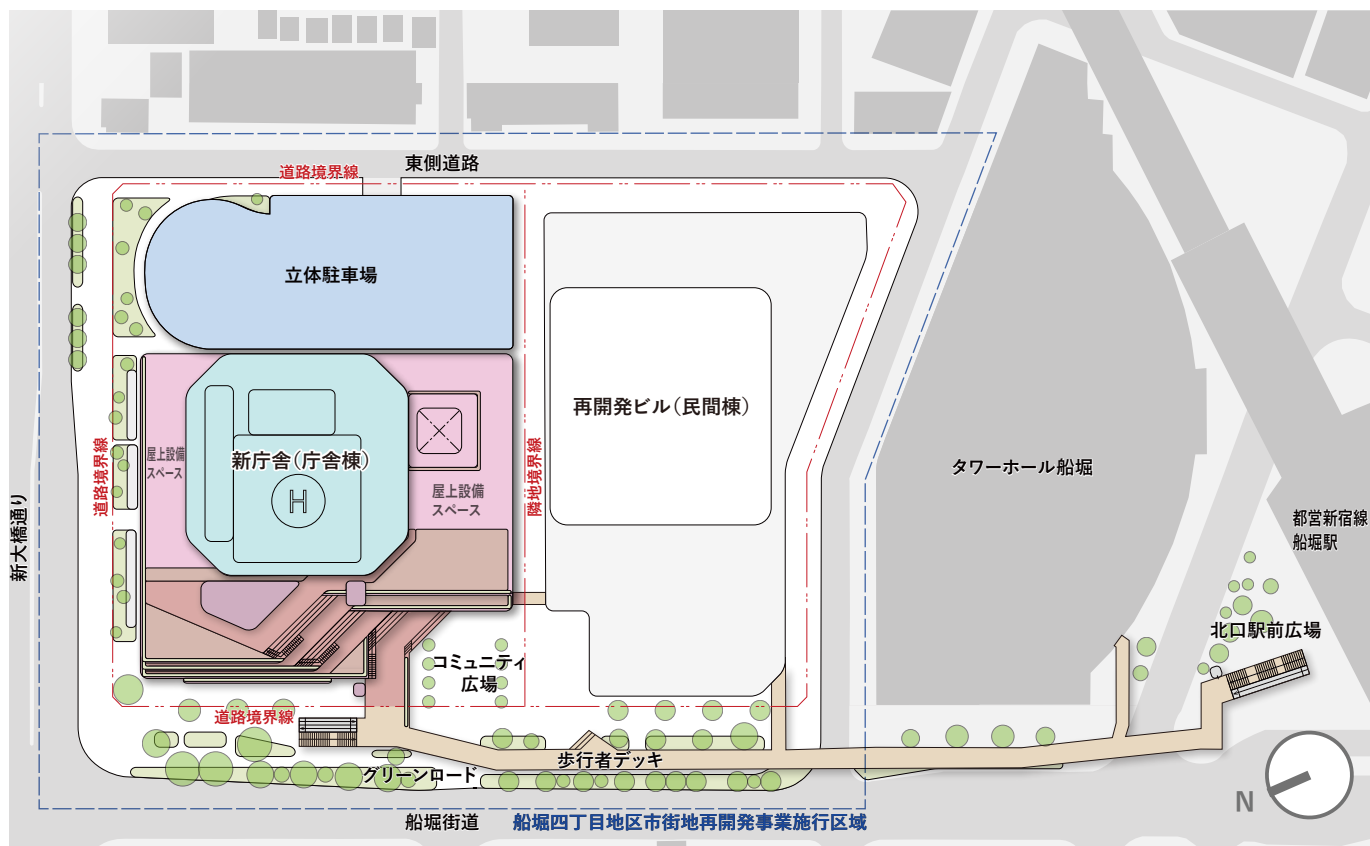 東側道路
道路境界線
立体駐車場
再開発ビル(民間棟)
新庁舎(庁舎棟)
屋上設備
スペース
H
屋上設備
スペース
タワーホール船堀
道路境界線
隣地境界線
新大橋通り
都営新宿線
船堀駅
北口駅前広場
コミュニティ
広場
道路境界線
歩行者デッキ
グリーンロード
船堀街道
船堀四丁目地区市街地再開発事業施行区域
N